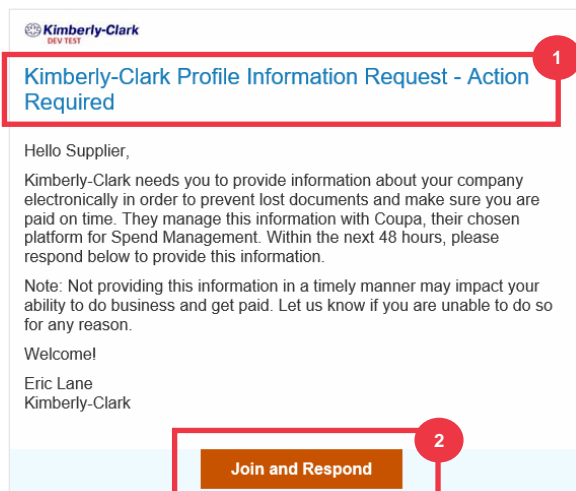 Kimberly-Clark
DEV TEST
1
Kimberly-Clark Profile Information Request - Action
Required
Hello Supplier,
Kimberly-Clark needs you to provide information about your company
electronically in order to prevent lost documents and make sure you are
paid on time. They manage this information with Coupa, their chosen
platform for Spend Management. Within the next 48 hours, please
respond below to provide this information.
Note: Not providing this information in a timely manner may impact your
ability to do business and get paid. Let us know if you are unable to do so
for any reason.
Welcome!
Eric Lane
Kimberly-Clark
2
Join and Respond